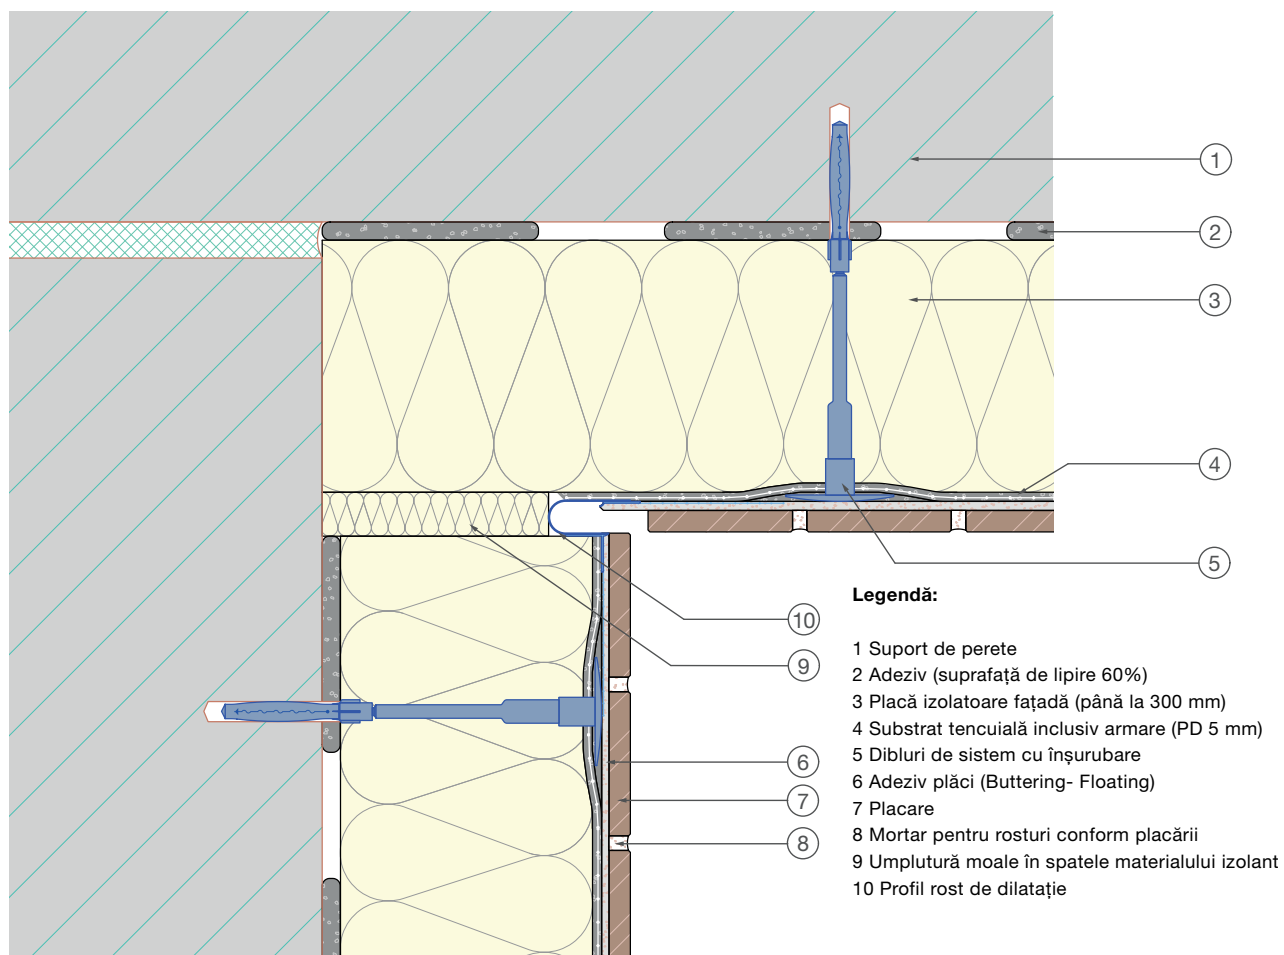 1
2
3
4
5
10
9
6
7
8
Legendă:
1 Suport de perete
2 Adeziv (suprafață de lipire 60%)
3 Placă izolatoare fațadă (până la 300 mm)
4 Substrat tencuială inclusiv armare (PD 5 mm)
5 Dibluri de sistem cu înșurubare
6 Adeziv plăci (Buttering- Floating)
7 Placare
8 Mortar pentru rosturi conform placării
9 Umplutură moale în spatele materialului izolant
10 Profil rost de dilatație